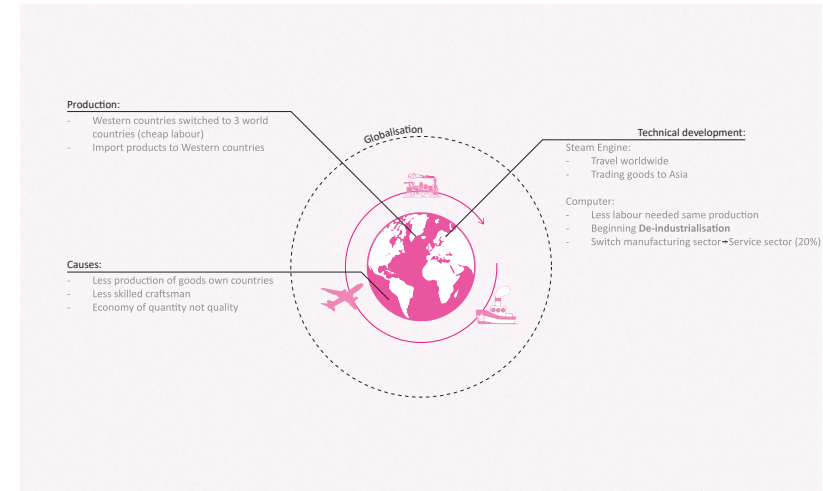 Production:
- Western countries switched to 3 world
countries (cheap labour)
- Import products to Western countries
Globalisation
Technical development:
Steam Engine:
- Travel worldwide
- Trading goods to Asia
Computer:
- Less labour needed same production
- Beginning De-industrialisation
- Switch manufacturing sector→Service sector (20%)
Causes:
- Less production of goods own countries
- Less skilled craftsman
- Economy of quantity not quality